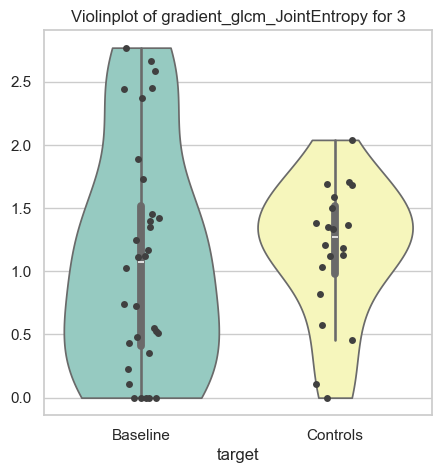 Violinplot of gradient_glcm_JointEntropy for 3
2.5
2.0
1.5
1.0
0.5
0.0
Baseline Controls
target